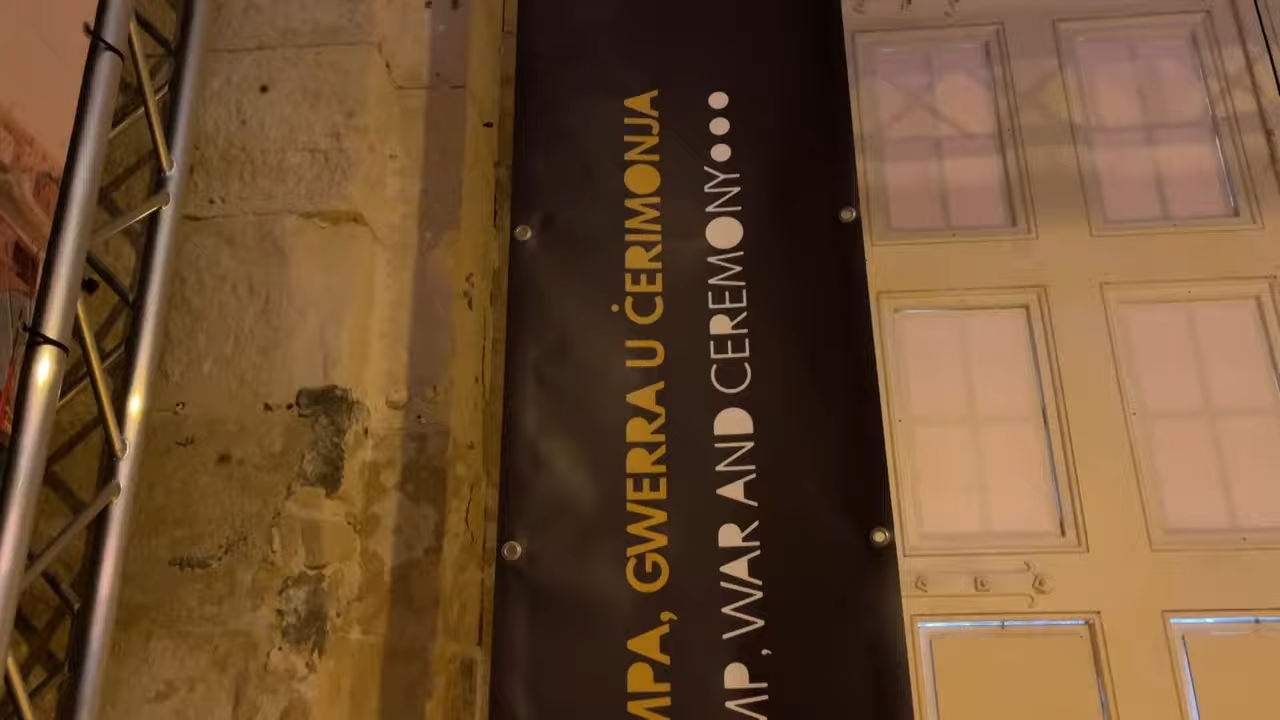 MPA, GWERRA U ĊERIMONJA
MP, WAR AND CEREMONY••••